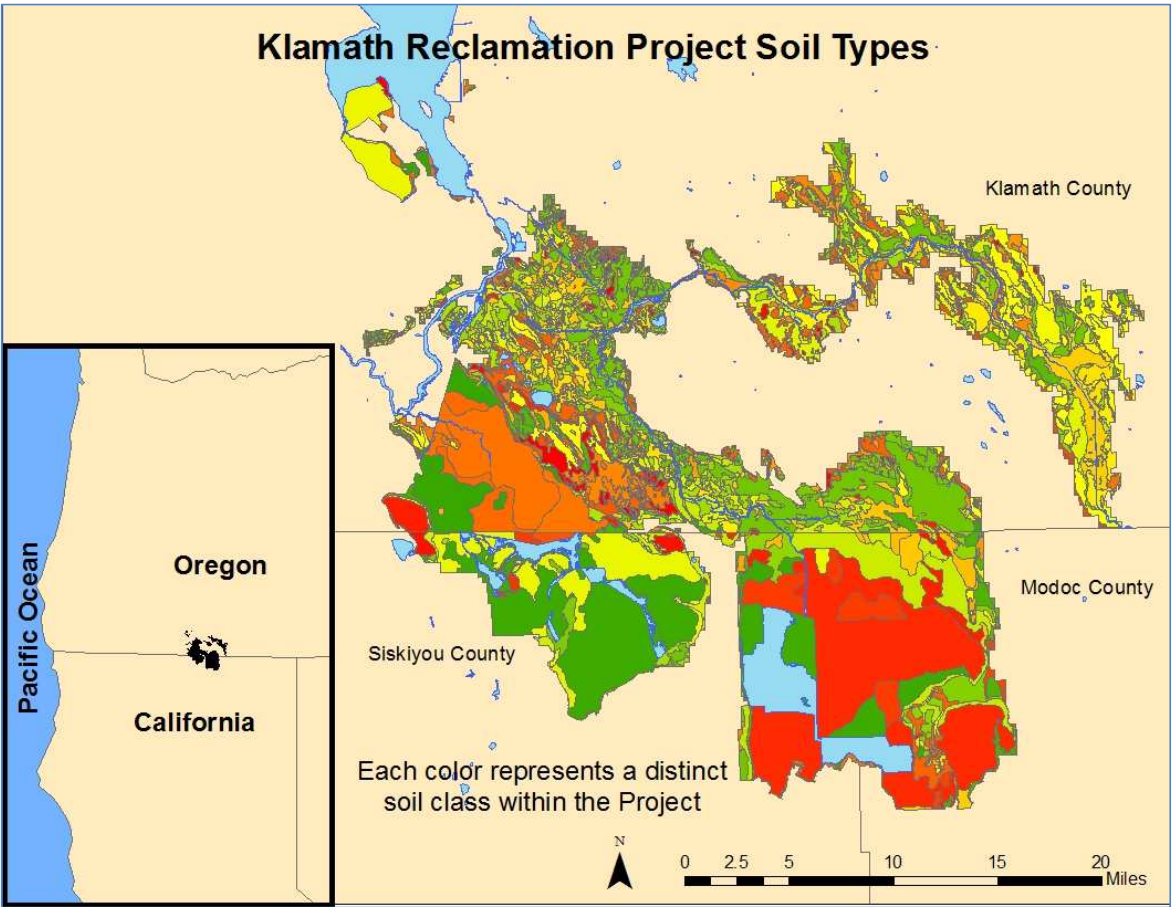 Klamath Reclamation Project Soil Types
Klamath County
Oregon
Pacific Ocean
Modoc County
Siskiyou County
California
Each color represents a distinct
soil class within the Project
N
0 2.5 5 10 15 20
Miles